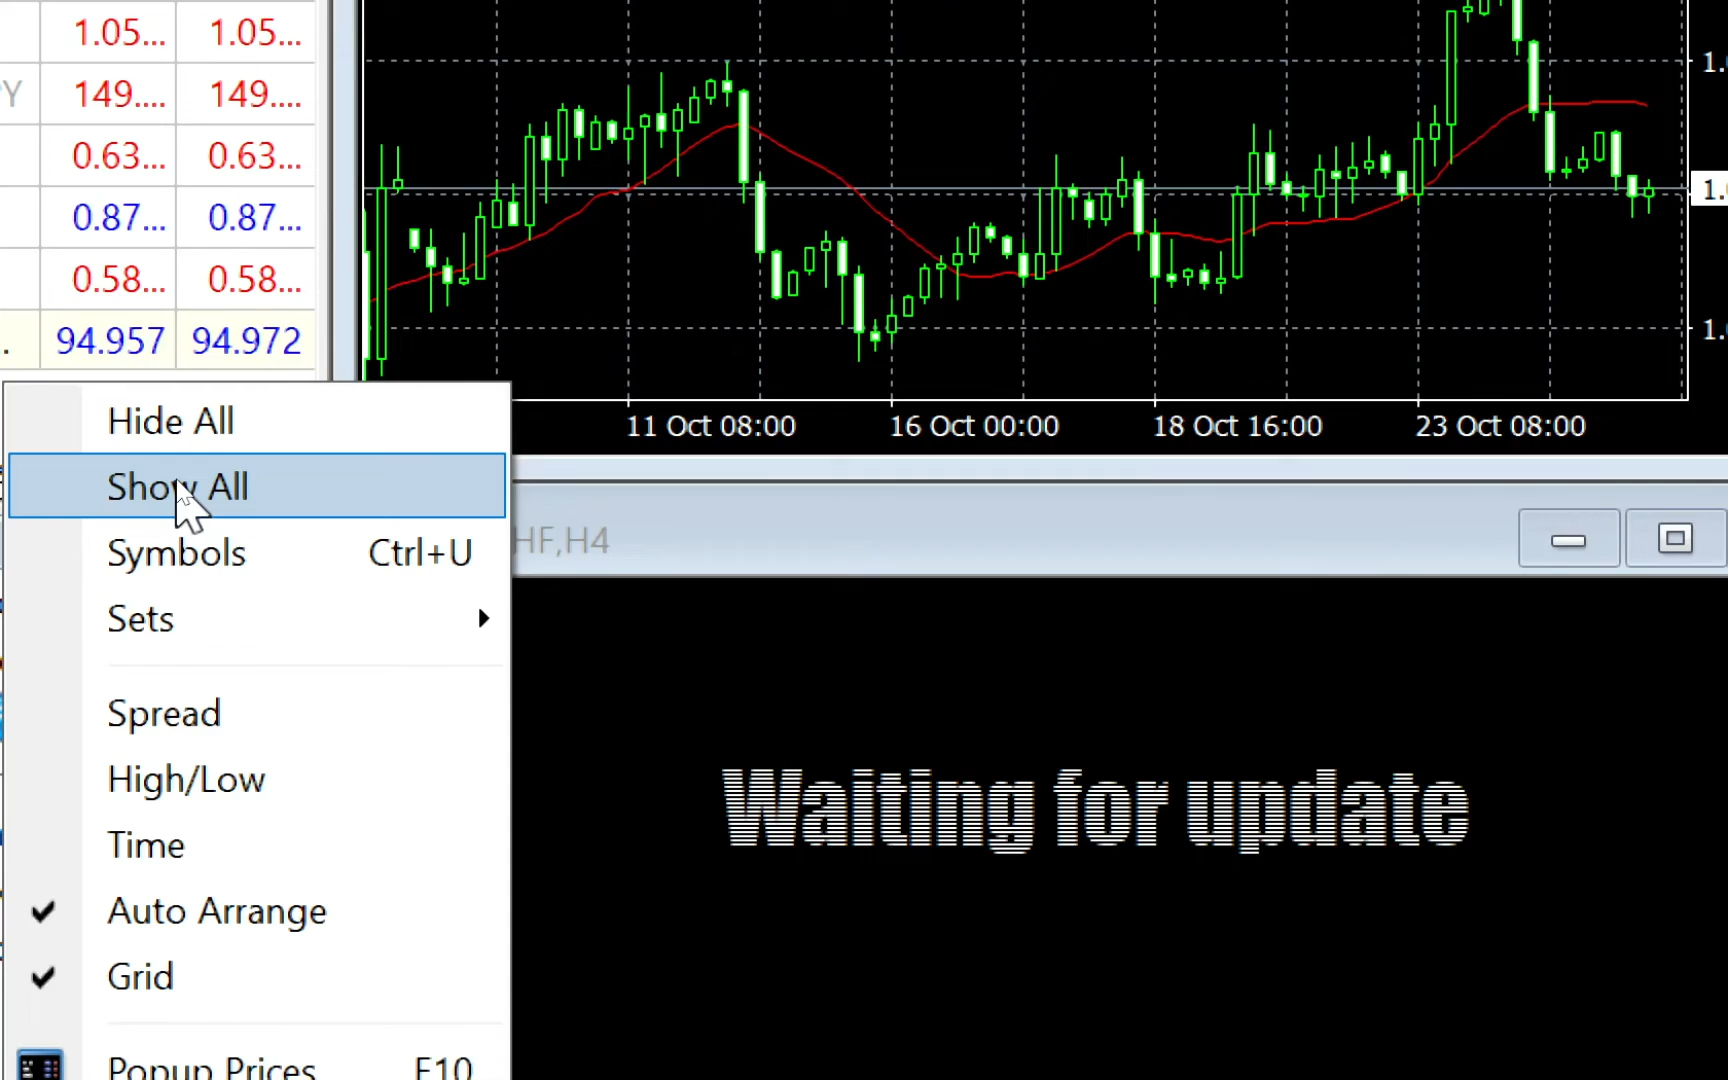 1.05... 1.05...
Y 149.... 149....
0.63... 0.63...
0.87... 0.87...
0.58... 0.58...
. 94.957 94.972
1.
1.
1.
11 Oct 08:00 16 Oct 00:00 18 Oct 16:00 23 Oct 08:00
Hide All
Show All
Symbols Ctrl+U
Sets
Spread
High/Low
Time
Auto Arrange
Grid
Popup Prices F10
HF,H4
Waiting for update